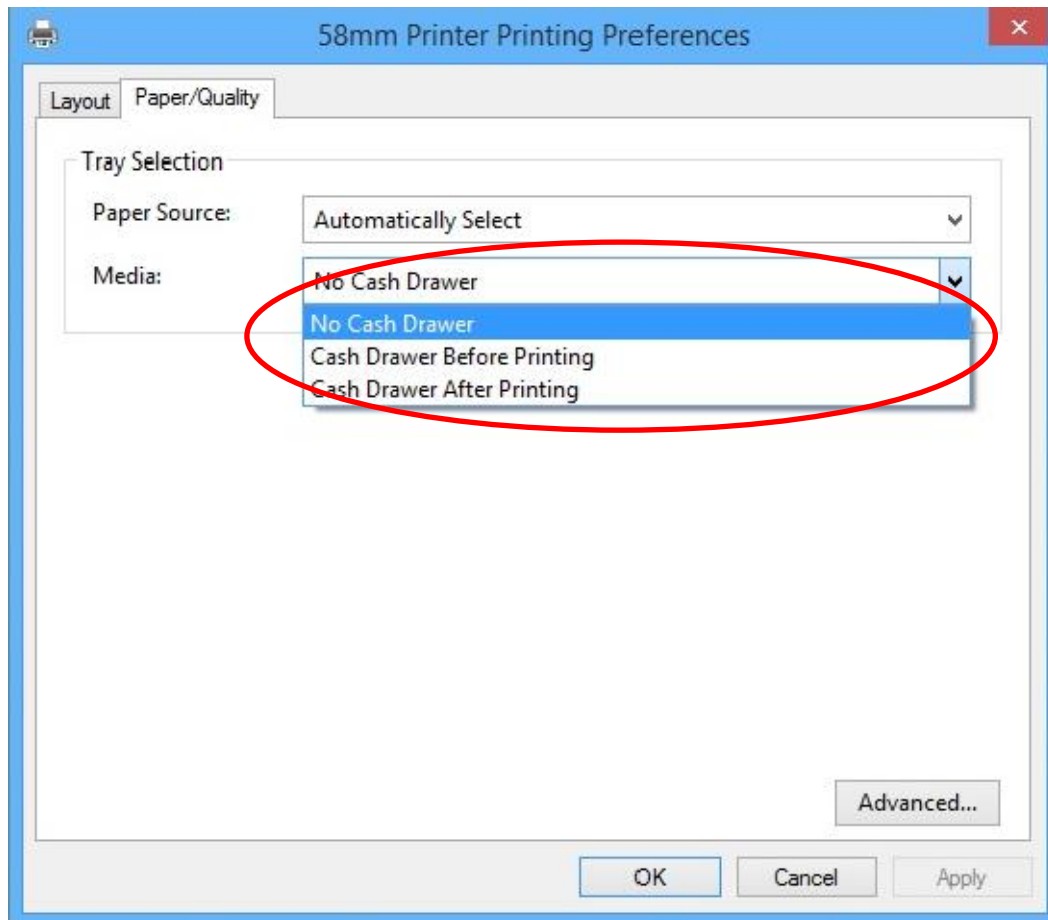 58mm Printer Printing Preferences
Layout Paper/Quality
Tray Selection
Paper Source: Automatically Select
Media: No Cash Drawer
No Cash Drawer
Cash Drawer Before Printing
Cash Drawer After Printing
Advanced...
OK Cancel Apply